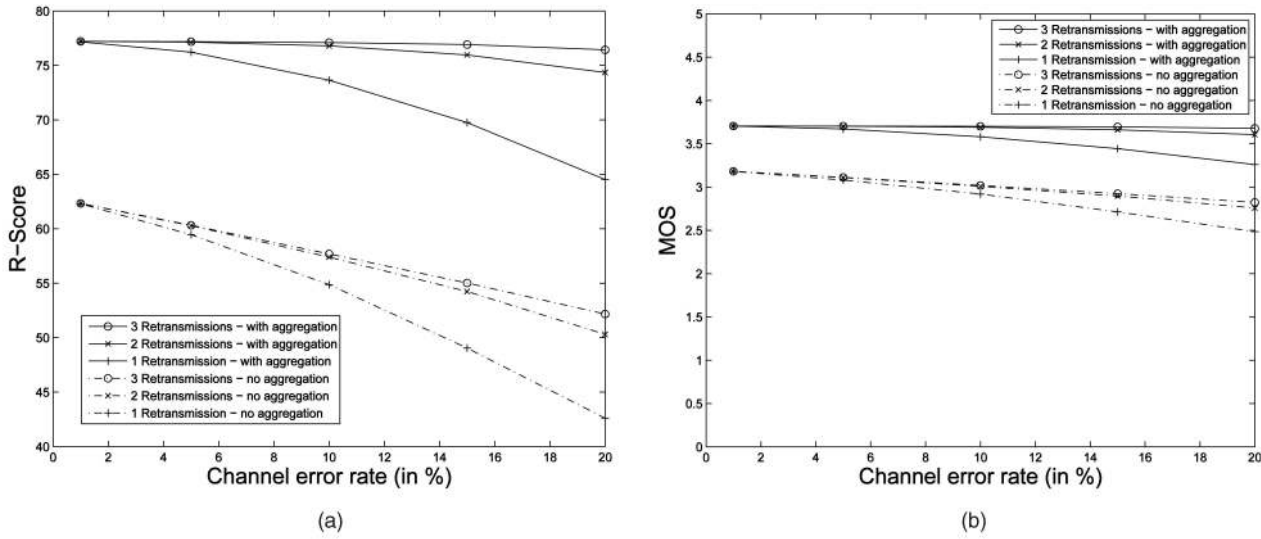 80
75
70
65
60
55
50
45
40
R−Score
3 Retransmissions − with aggregation
2 Retransmissions − with aggregation
1 Retransmission − with aggregation
3 Retransmissions − no aggregation
2 Retransmissions − no aggregation
1 Retransmission − no aggregation
0 2 4 6 8 10 12 14 16 18 20
Channel error rate (in %)
(a)
5
4.5
4
3.5
3
2.5
2
1.5
1
0.5
0
MOS
3 Retransmissions − with aggregation
2 Retransmissions − with aggregation
1 Retransmission − with aggregation
3 Retransmissions − no aggregation
2 Retransmissions − no aggregation
1 Retransmission − no aggregation
0 2 4 6 8 10 12 14 16 18 20
Channel error rate (in %)
(b)